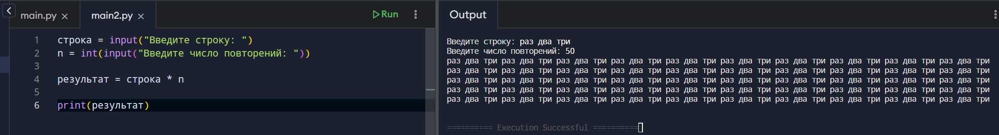 main.py × main2.py × Run
1 строка = input("Введите строку: ")
2 n = int(input("Введите число повторений: "))
3
4 результат = строка * n
5
6 print(результат)
Output
Введите строку: раз два три
Введите число повторений: 50
раз два три раз два три раз два три раз два три раз два три раз два три раз два три раз два три раз два три раз два три
раз два три раз два три раз два три раз два три раз два три раз два три раз два три раз два три раз два три раз два три
раз два три раз два три раз два три раз два три раз два три раз два три раз два три раз два три раз два три раз два три
раз два три раз два три раз два три раз два три раз два три раз два три раз два три раз два три раз два три раз два три
раз два три раз два три раз два три раз два три раз два три раз два три раз два три раз два три раз два три раз два три
========== Execution Successful ==========